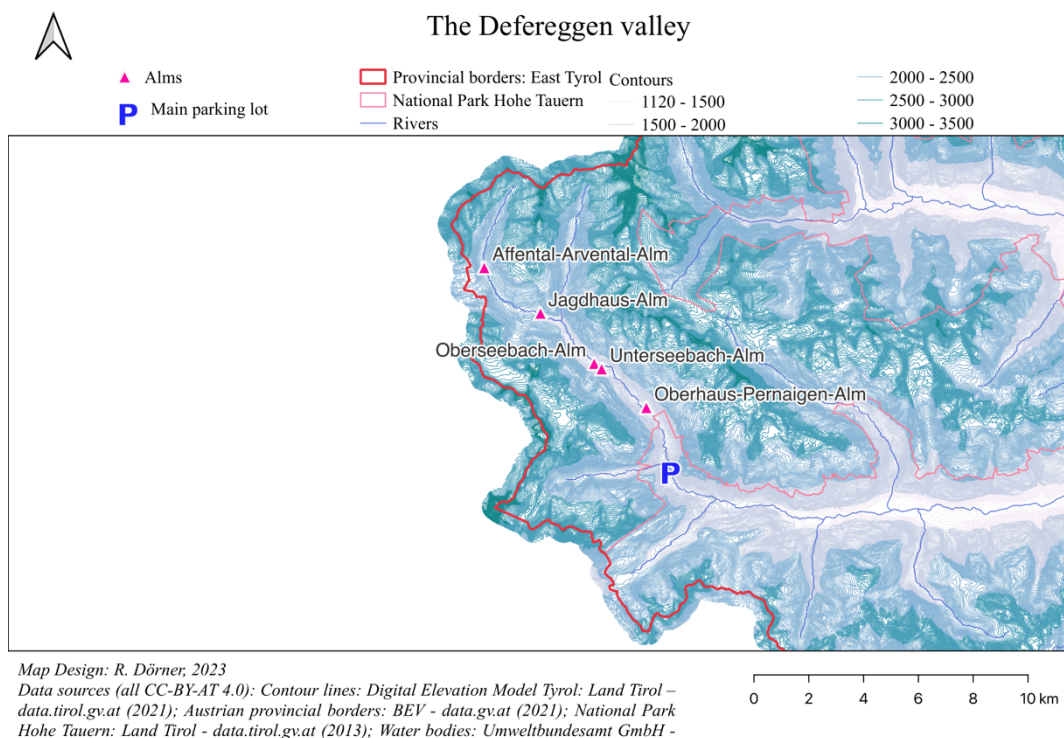 The Defereggen valley
Alms
P Main parking lot
Provincial borders: East Tyrol
National Park Hohe Tauern
Rivers
Contours
1120 - 1500
1500 - 2000
2000 - 2500
2500 - 3000
3000 - 3500
Affental-Arvental-Alm
Jagdhaus-Alm
Oberseebach-Alm
Unterseebach-Alm
Oberhaus-Pernaigen-Alm
P
Map Design: R. Dörner, 2023
Data sources (all CC-BY-AT 4.0): Contour lines: Digital Elevation Model Tyrol: Land Tirol –
data.tirol.gv.at (2021); Austrian provincial borders: BEV - data.gv.at (2021); National Park
Hohe Tauern: Land Tirol - data.tirol.gv.at (2013); Water bodies: Umweltbundesamt GmbH -
0 2 4 6 8 10 km